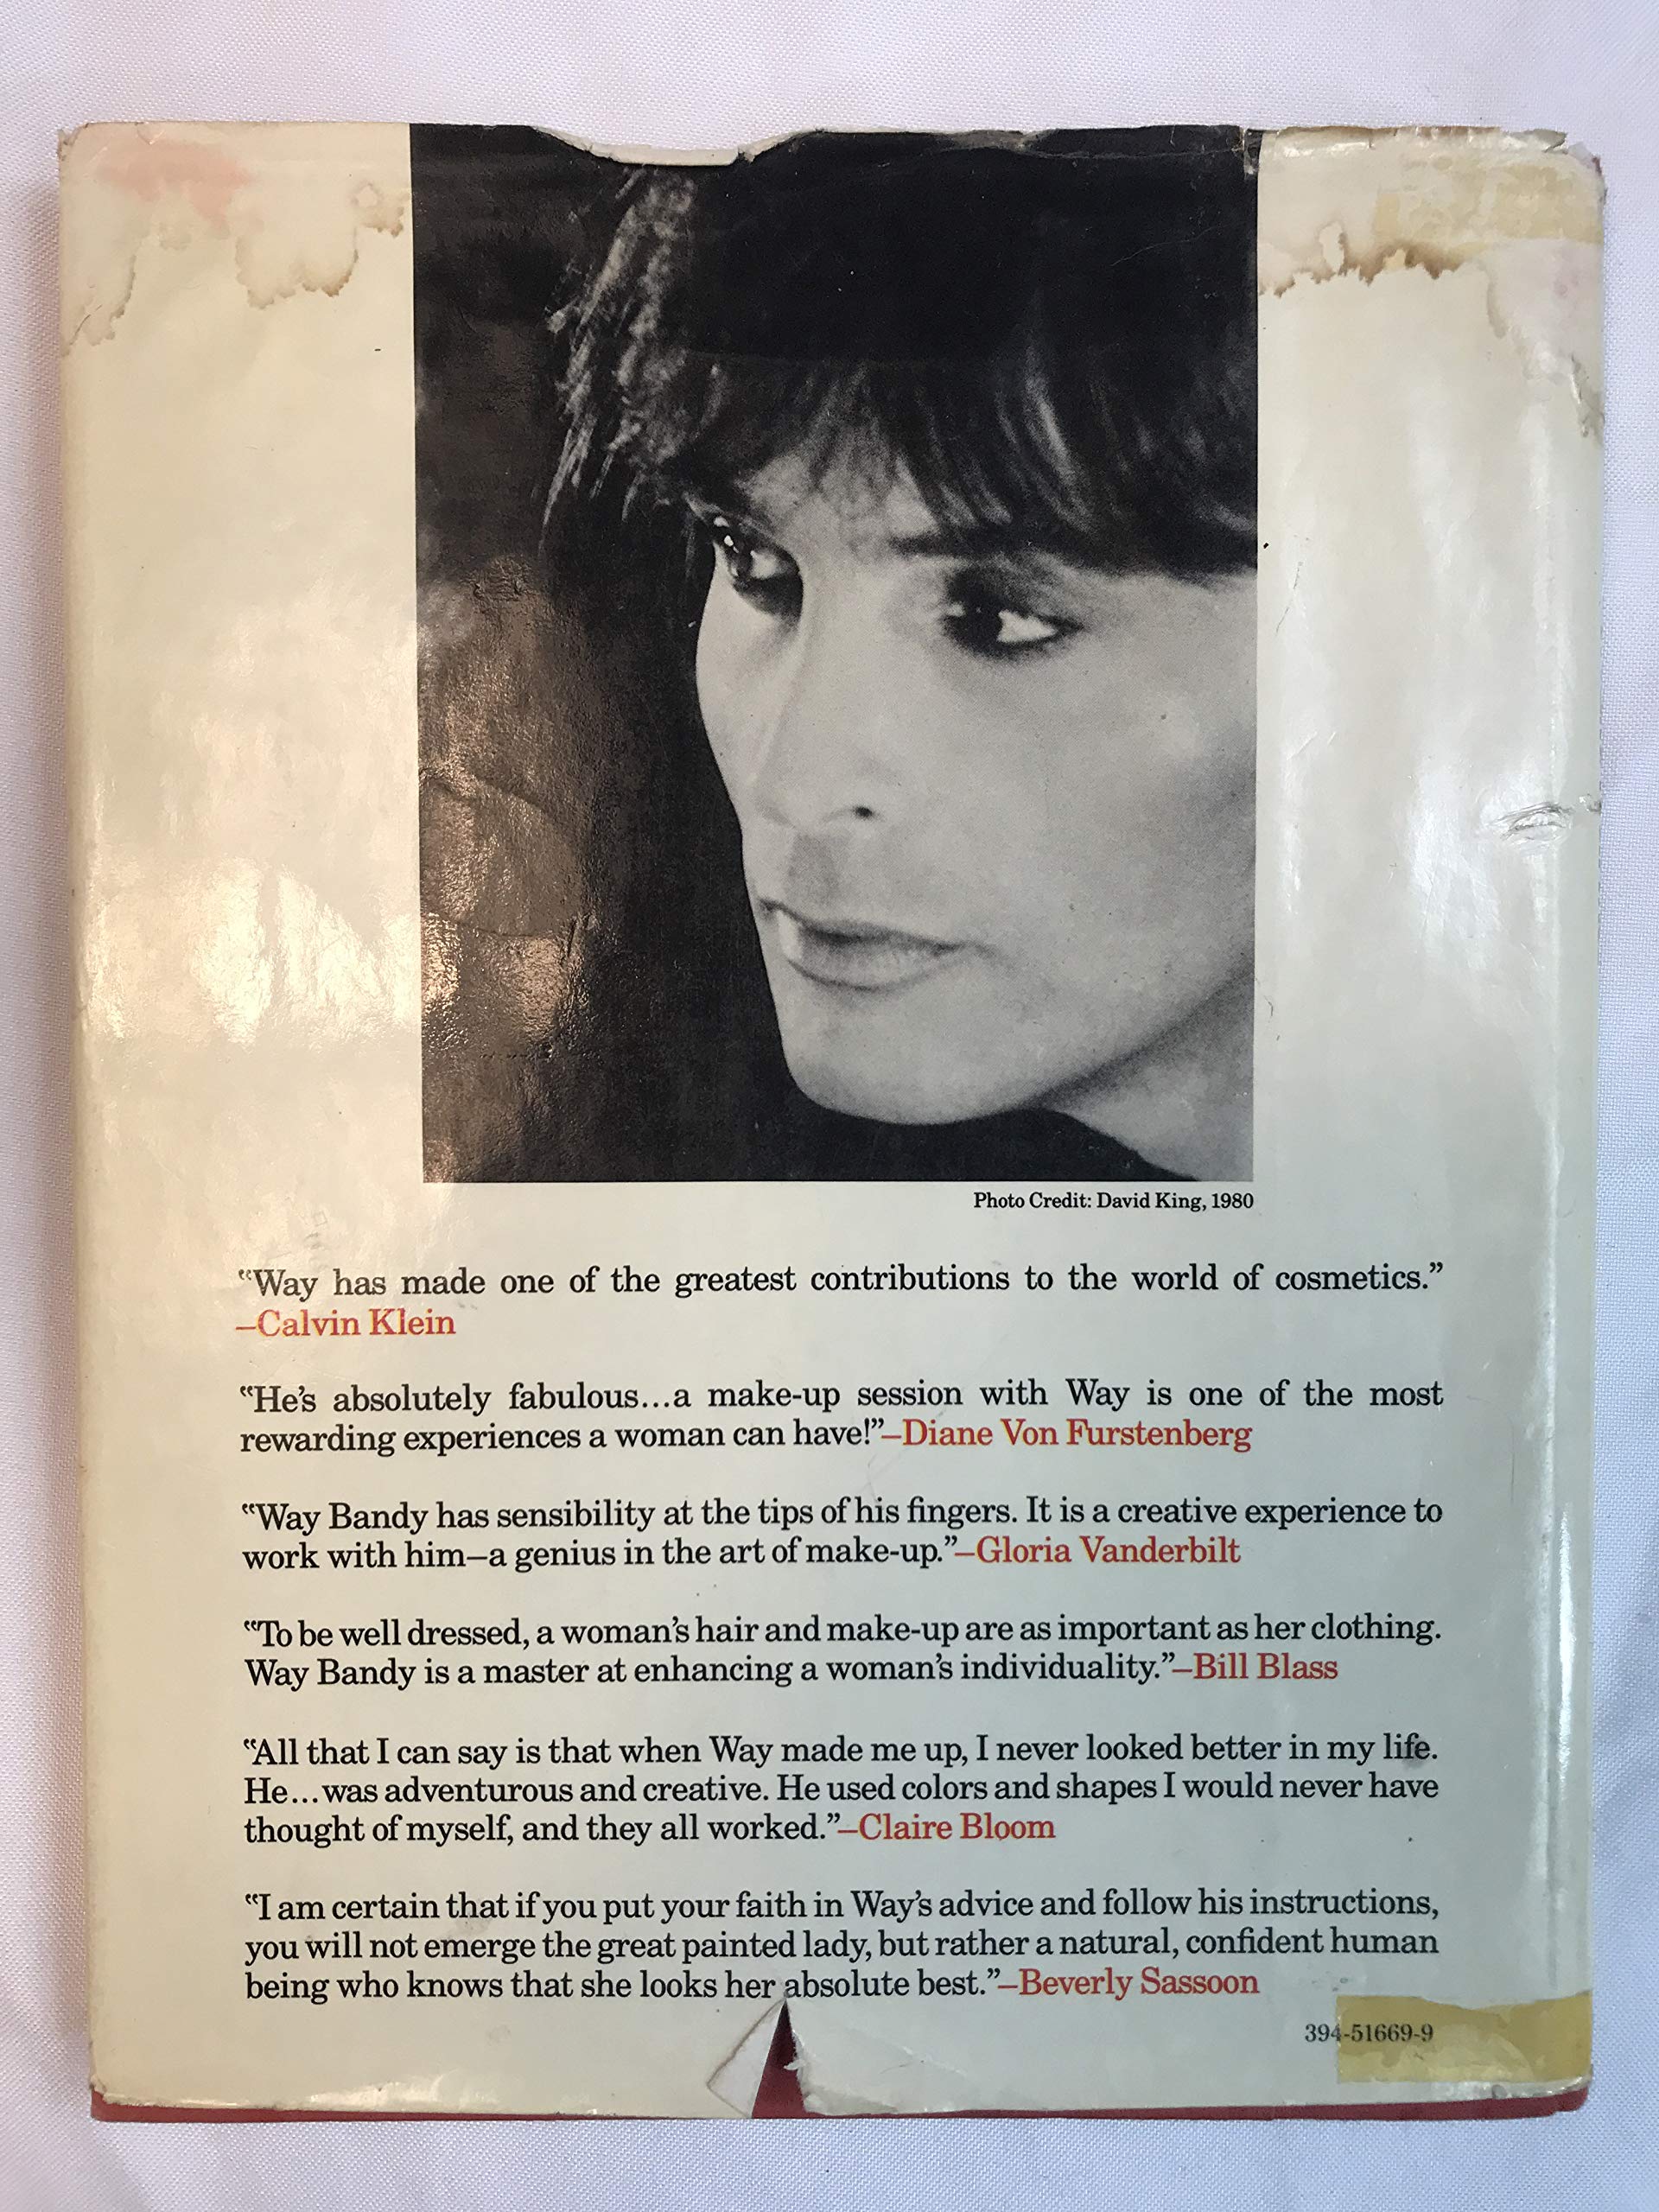 Photo Credit: David King, 1980
“Way has made one of the greatest contributions to the world of cosmetics.”
–Calvin Klein
“He’s absolutely fabulous...a make-up session with Way is one of the most
rewarding experiences a woman can have!”–Diane Von Furstenberg
“Way Bandy has sensibility at the tips of his fingers. It is a creative experience to
work with him–a genius in the art of make-up.”–Gloria Vanderbilt
“To be well dressed, a woman’s hair and make-up are as important as her clothing.
Way Bandy is a master at enhancing a woman’s individuality.”–Bill Blass
“All that I can say is that when Way made me up, I never looked better in my life.
He...was adventurous and creative. He used colors and shapes I would never have
thought of myself, and they all worked.”–Claire Bloom
“I am certain that if you put your faith in Way’s advice and follow his instructions,
you will not emerge the great painted lady, but rather a natural, confident human
being who knows that she looks her absolute best.”–Beverly Sassoon
394-51669-9